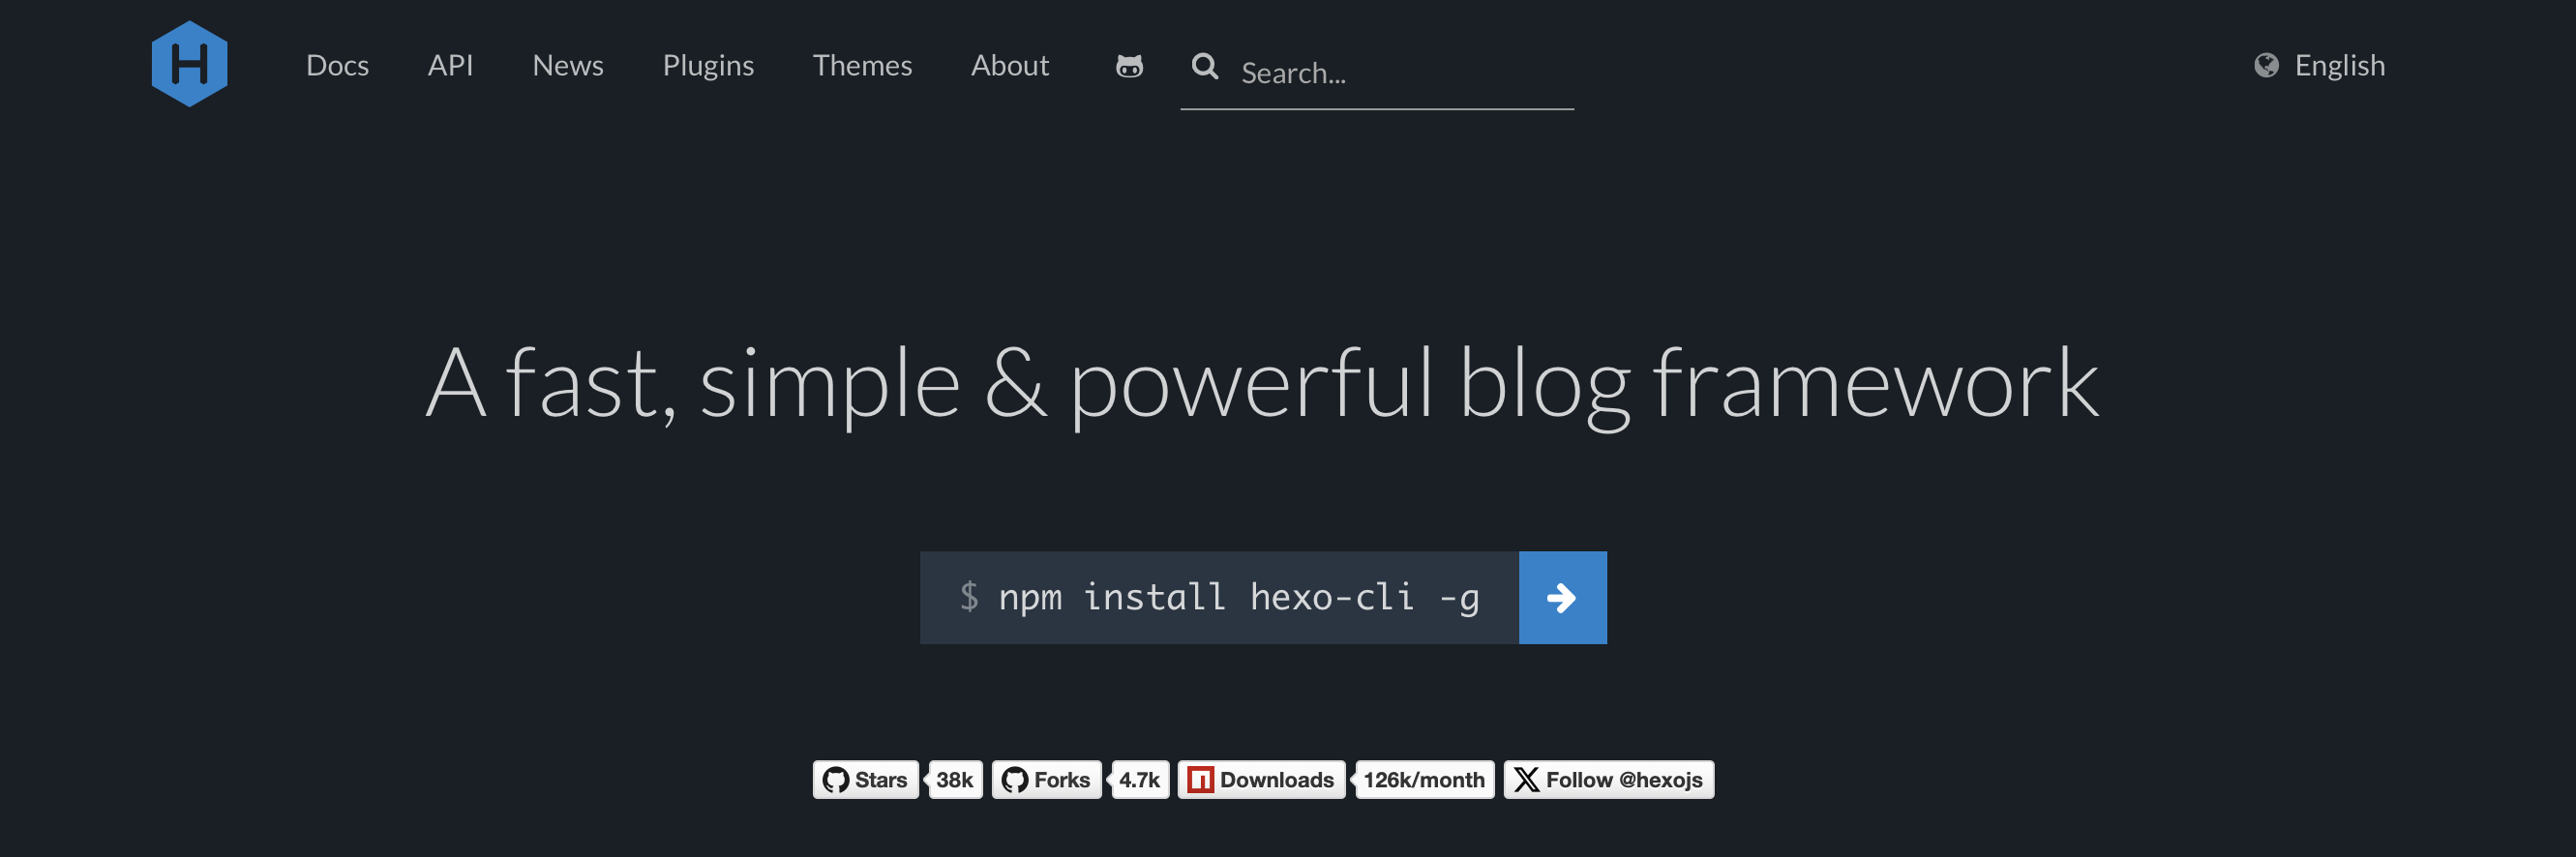 H
Docs API News Plugins Themes About Search... English
A fast, simple & powerful blog framework
$ npm install hexo-cli -g
Stars 38k Forks 4.7k Downloads 126k/month Follow @hexojs